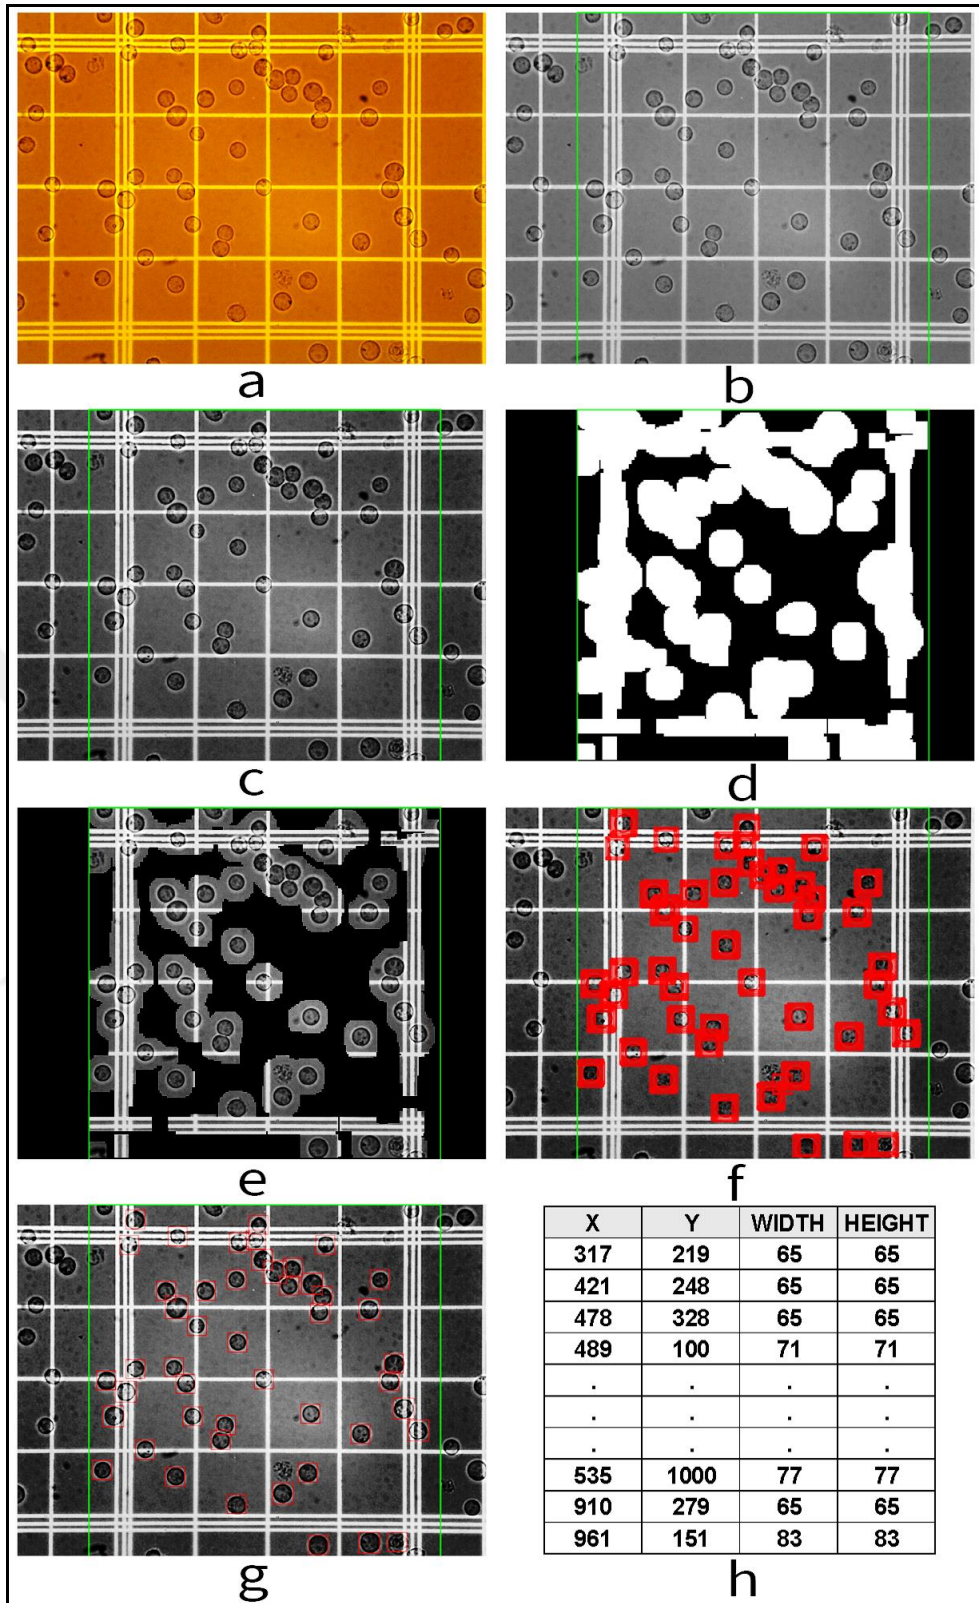 a
b
c
d
e
f
g
X Y WIDTH HEIGHT
317 219 65 65
421 248 65 65
478 328 65 65
489 100 71 71
. . . .
. . . .
. . . .
535 1000 77 77
910 279 65 65
961 151 83 83
h